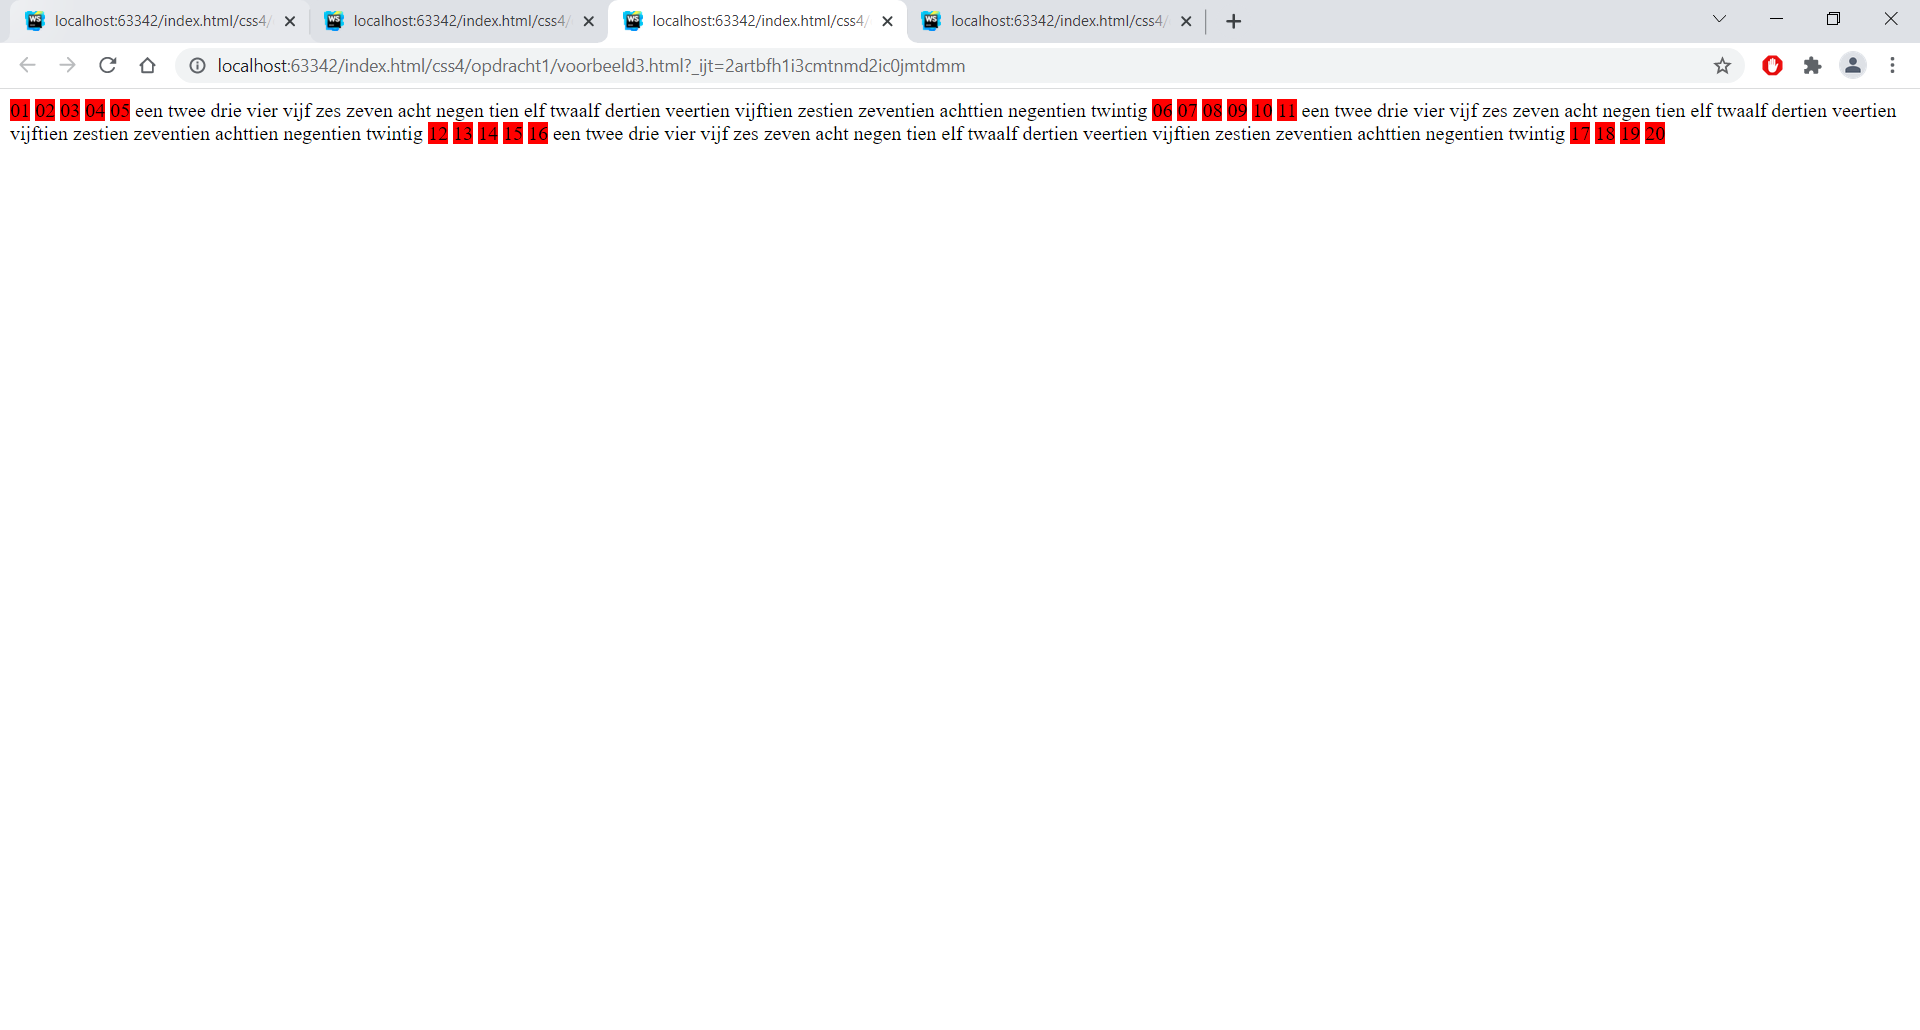 localhost:63342/index.html/css4/ localhost:63342/index.html/css4/ localhost:63342/index.html/css4/ localhost:63342/index.html/css4/
localhost:63342/index.html/css4/opdracht1/voorbeeld3.html?_ijt=2artbfh1i3cmtnmd2ic0jmtdmm
01 02 03 04 05 een twee drie vier vijf zes zeven acht negen tien elf twaalf dertien veertien vijftien zestien zeventien achttien negentien twintig 06 07 08 09 10 11 een twee drie vier vijf zes zeven acht negen tien elf twaalf dertien veertien
vijftien zestien zeventien achttien negentien twintig 12 13 14 15 16 een twee drie vier vijf zes zeven acht negen tien elf twaalf dertien veertien vijftien zestien zeventien achttien negentien twintig 17 18 19 20